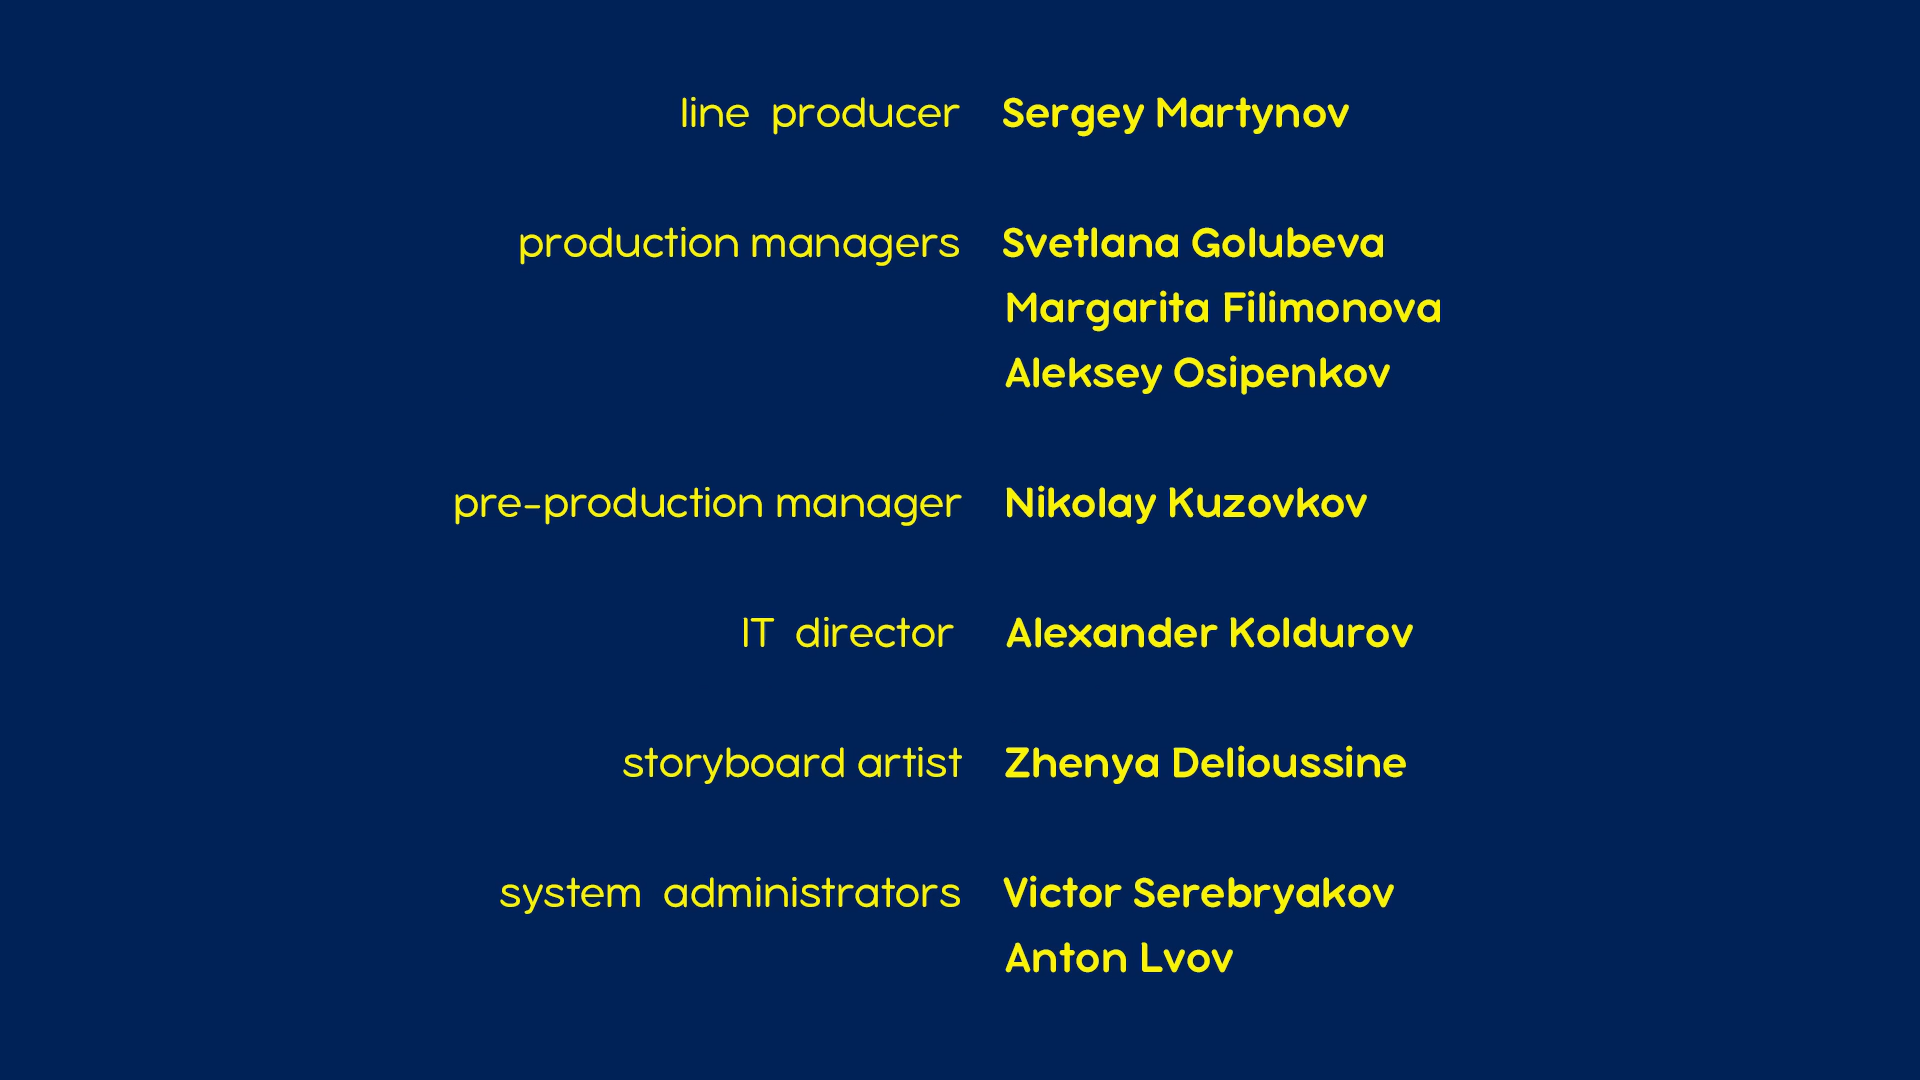 line producer Sergey Martynov
production managers Svetlana Golubeva
Margarita Filimonova
Aleksey Osipenkov
pre-production manager Nikolay Kuzovkov
IT director Alexander Koldurov
storyboard artist Zhenya Delioussine
system administrators Victor Serebryakov
Anton Lvov